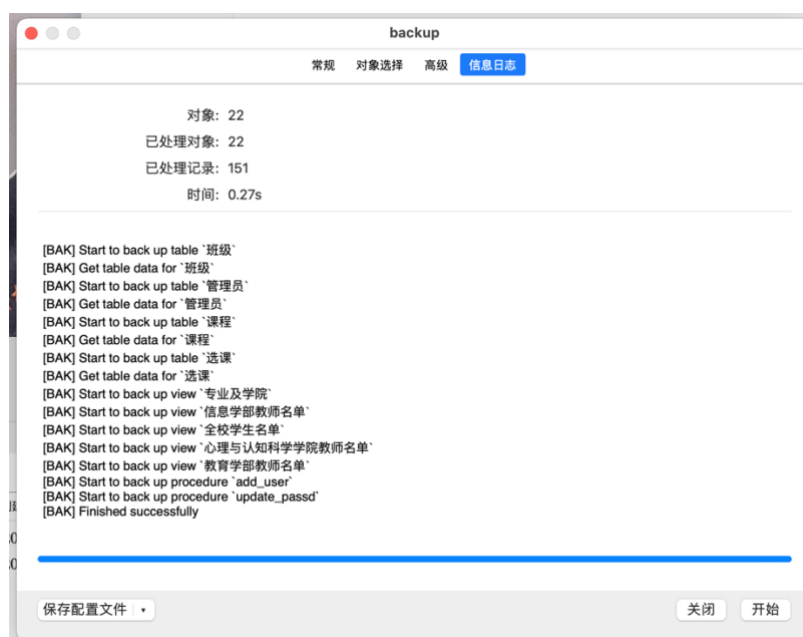 backup
常规 对象选择 高级 信息日志
对象: 22
已处理对象: 22
已处理记录: 151
时间: 0.27s
[BAK] Start to back up table `班级`
[BAK] Get table data for `班级`
[BAK] Start to back up table `管理员`
[BAK] Get table data for `管理员`
[BAK] Start to back up table `课程`
[BAK] Get table data for `课程`
[BAK] Start to back up table `选课`
[BAK] Get table data for `选课`
[BAK] Start to back up view `专业及学院`
[BAK] Start to back up view `信息学部教师名单`
[BAK] Start to back up view `全校学生名单`
[BAK] Start to back up view `心理与认知科学学院教师名单`
[BAK] Start to back up view `教育学部教师名单`
[BAK] Start to back up procedure `add_user`
[BAK] Start to back up procedure `update_passd`
[BAK] Finished successfully
保存配置文件 关闭 开始